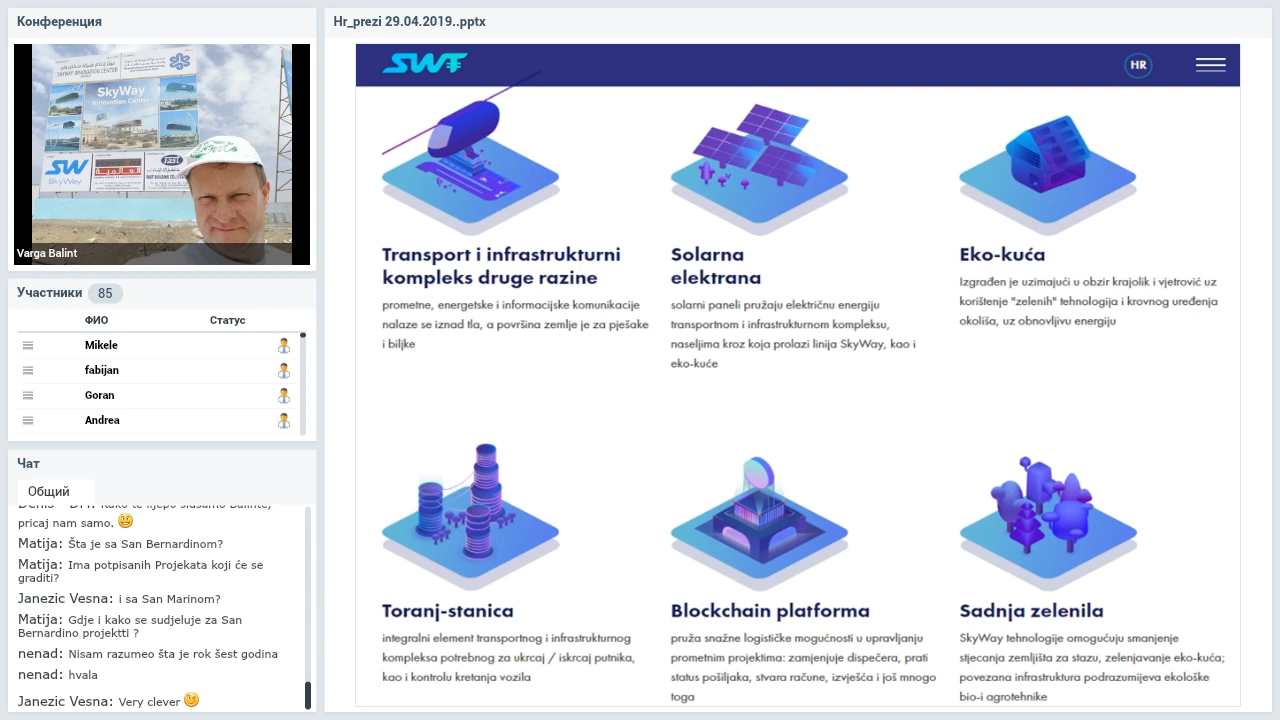 Конференция
SKYWAY INNOVATION CENTER
SkyWay
Innovation Center
SW
SkyWay
Varga Balint
Участники 85
ФИО Статус
Mikele
fabijan
Goran
Andrea
Чат
Общий
pricaj nam samo.
Matija: Šta je sa San Bernardinom?
Matija: Ima potpisanih Projekata koji će se
graditi?
Janezic Vesna: i sa San Marinom?
Matija: Gdje i kako se sudjeluje za San
Bernardino projektti ?
nenad: Nisam razumeo šta je rok šest godina
nenad: hvala
Janezic Vesna: Very clever
Hr_prezi 29.04.2019..pptx
SWT
HR
Transport i infrastrukturni
kompleks druge razine
prometne, energetske i informacijske komunikacije
nalaze se iznad tla, a površina zemlje je za pješake
i biljke
Solarna
elektrana
solarni paneli pružaju električnu energiju
transportnom i infrastrukturnom kompleksu,
naseljima kroz koja prolazi linija SkyWay, kao i
eko-kuće
Eko-kuća
Izgrađen je uzimajući u obzir krajolik i vjetrović uz
korištenje "zelenih" tehnologija i krovnog uređenja
okoliša, uz obnovljivu energiju
Toranj-stanica
integralni element transportnog i infrastrukturnog
kompleksa potrebnog za ukrcaj / iskrcaj putnika,
kao i kontrolu kretanja vozila
Blockchain platforma
pruža snažne logističke mogućnosti u upravljanju
prometnim projektima: zamjenjuje dispečera, prati
status pošiljaka, stvara račune, izvješća i još mnogo
toga
Sadnja zelenila
SkyWay tehnologije omogućuju smanjenje
stjecanja zemljišta za stazu, zelenjavanje eko-kuća;
povezana infrastruktura podrazumijeva ekološke
bio-i agrotehnike